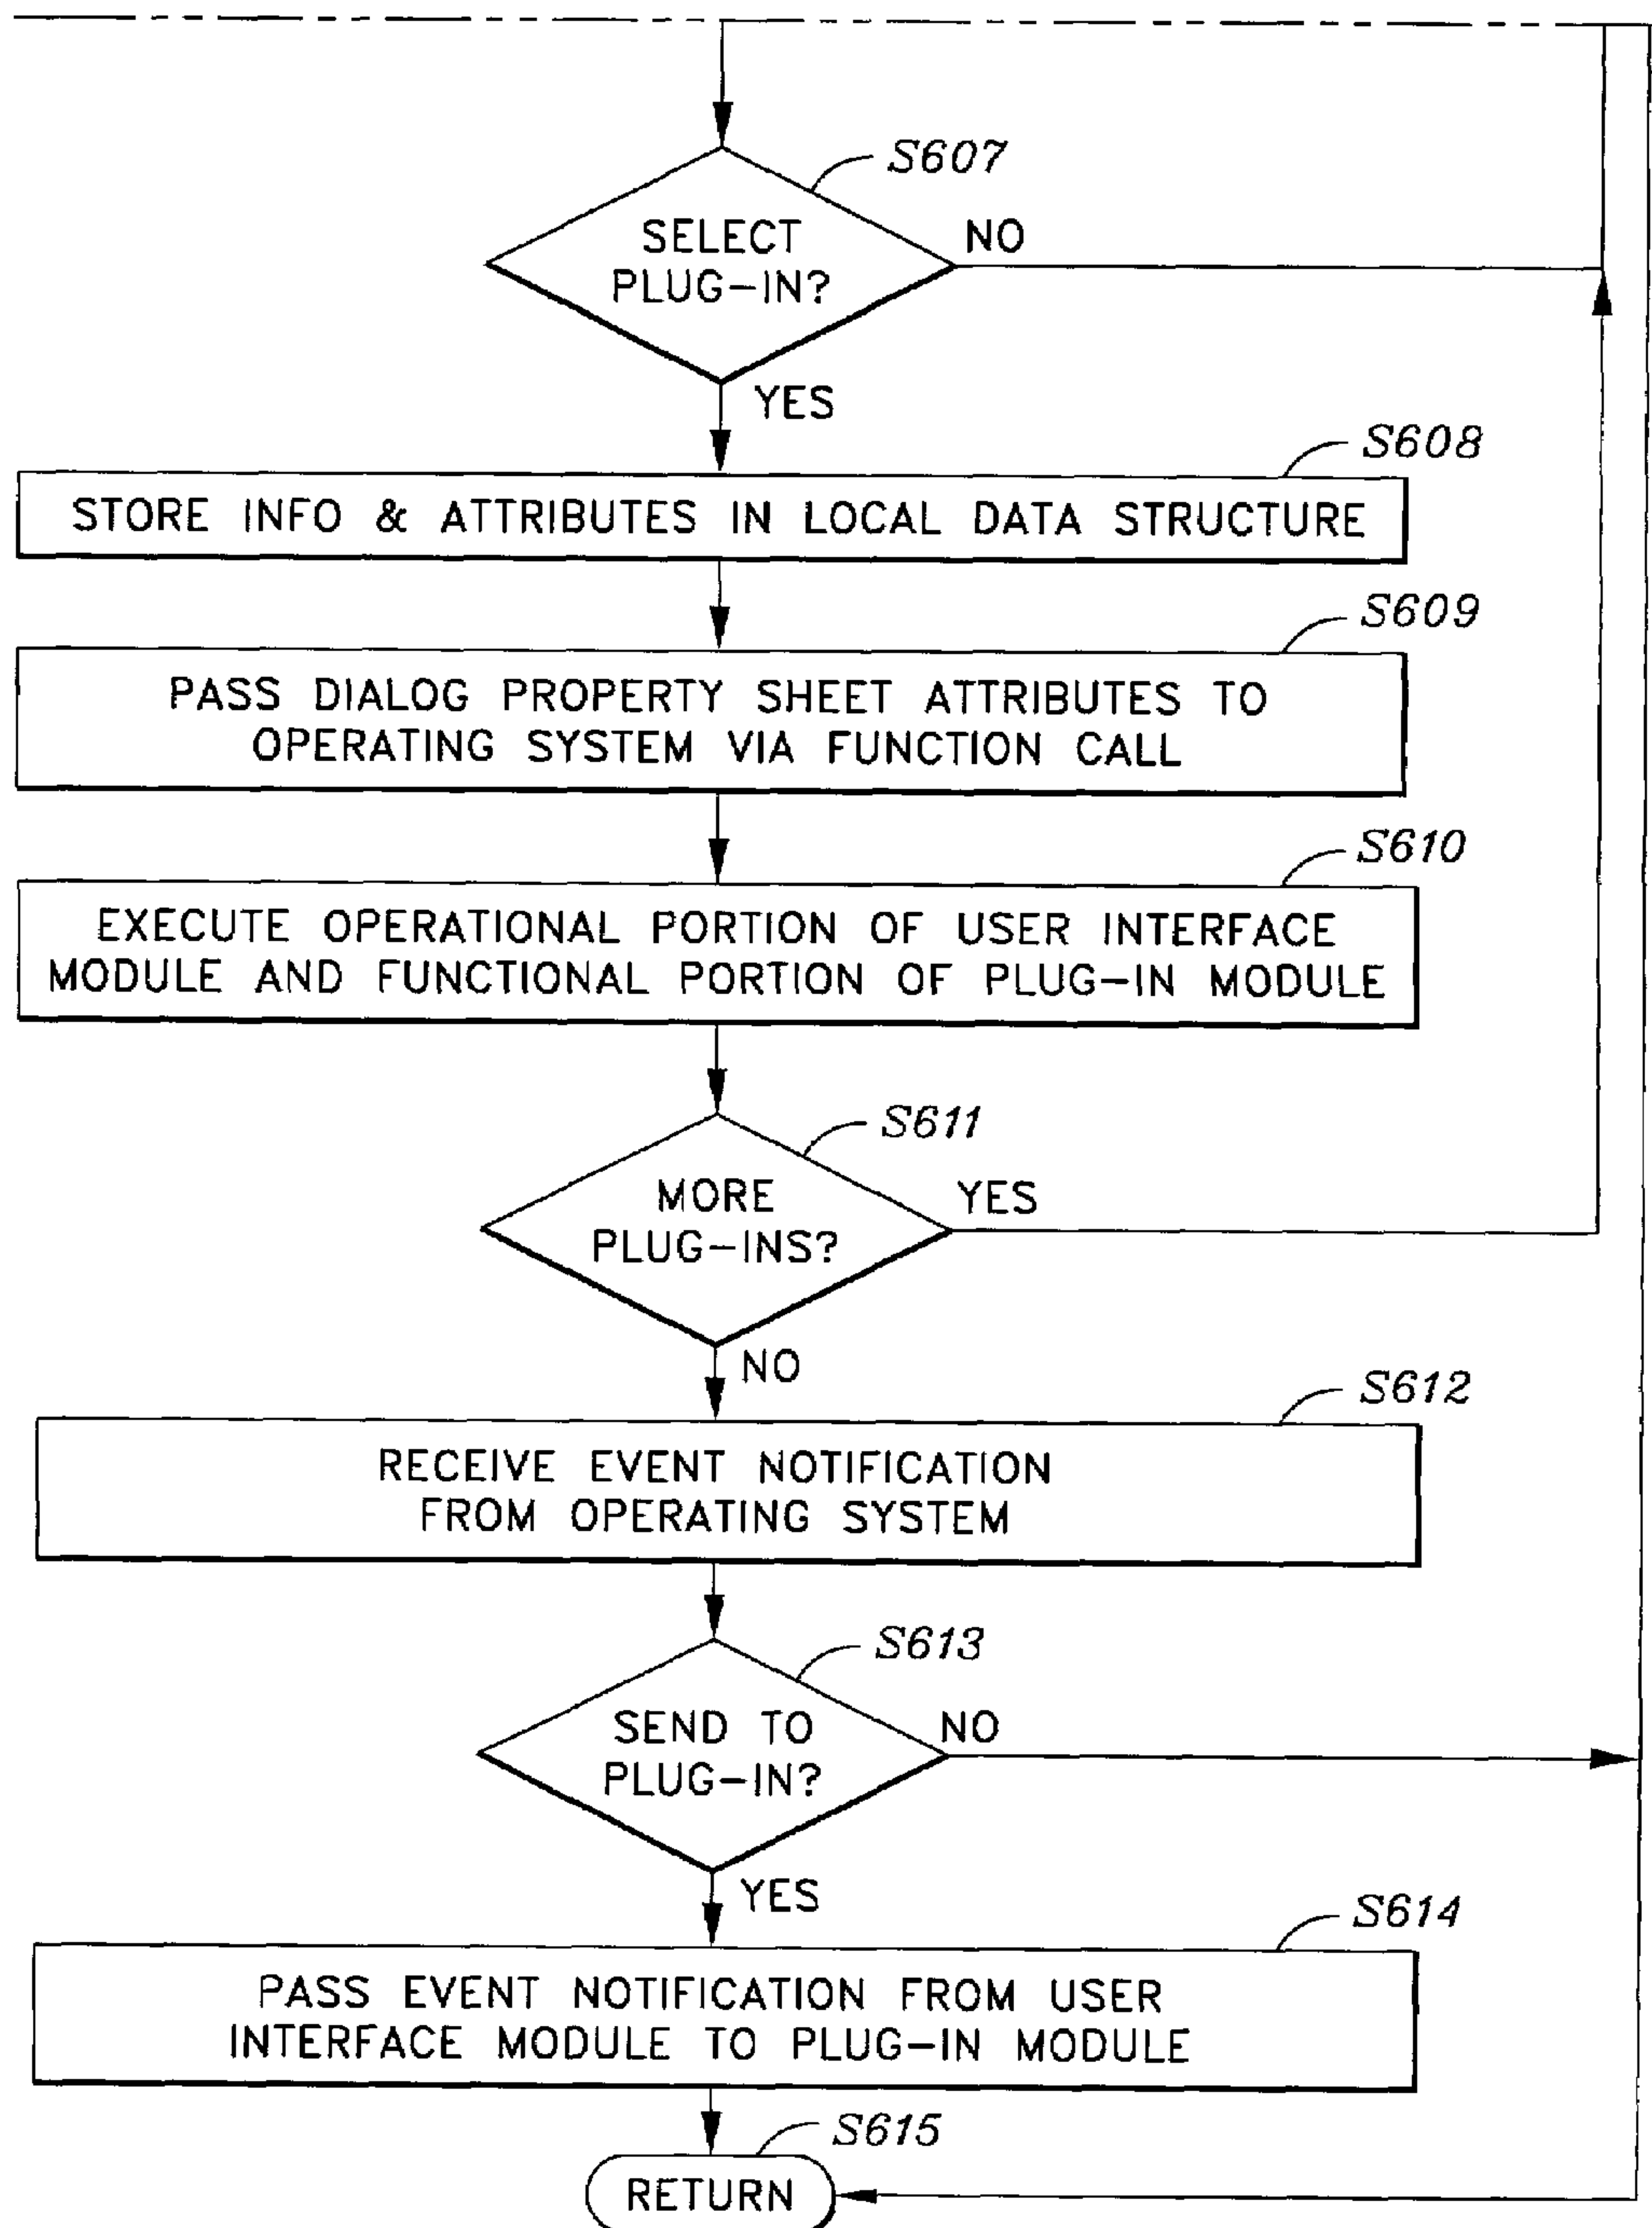 S607
SELECT
PLUG-IN?
NO
YES
S608
STORE INFO & ATTRIBUTES IN LOCAL DATA STRUCTURE
S609
PASS DIALOG PROPERTY SHEET ATTRIBUTES TO
OPERATING SYSTEM VIA FUNCTION CALL
S610
EXECUTE OPERATIONAL PORTION OF USER INTERFACE
MODULE AND FUNCTIONAL PORTION OF PLUG-IN MODULE
S611
MORE
PLUG-INS?
YES
NO
S612
RECEIVE EVENT NOTIFICATION
FROM OPERATING SYSTEM
S613
SEND TO
PLUG-IN?
NO
YES
S614
PASS EVENT NOTIFICATION FROM USER
INTERFACE MODULE TO PLUG-IN MODULE
S615
RETURN